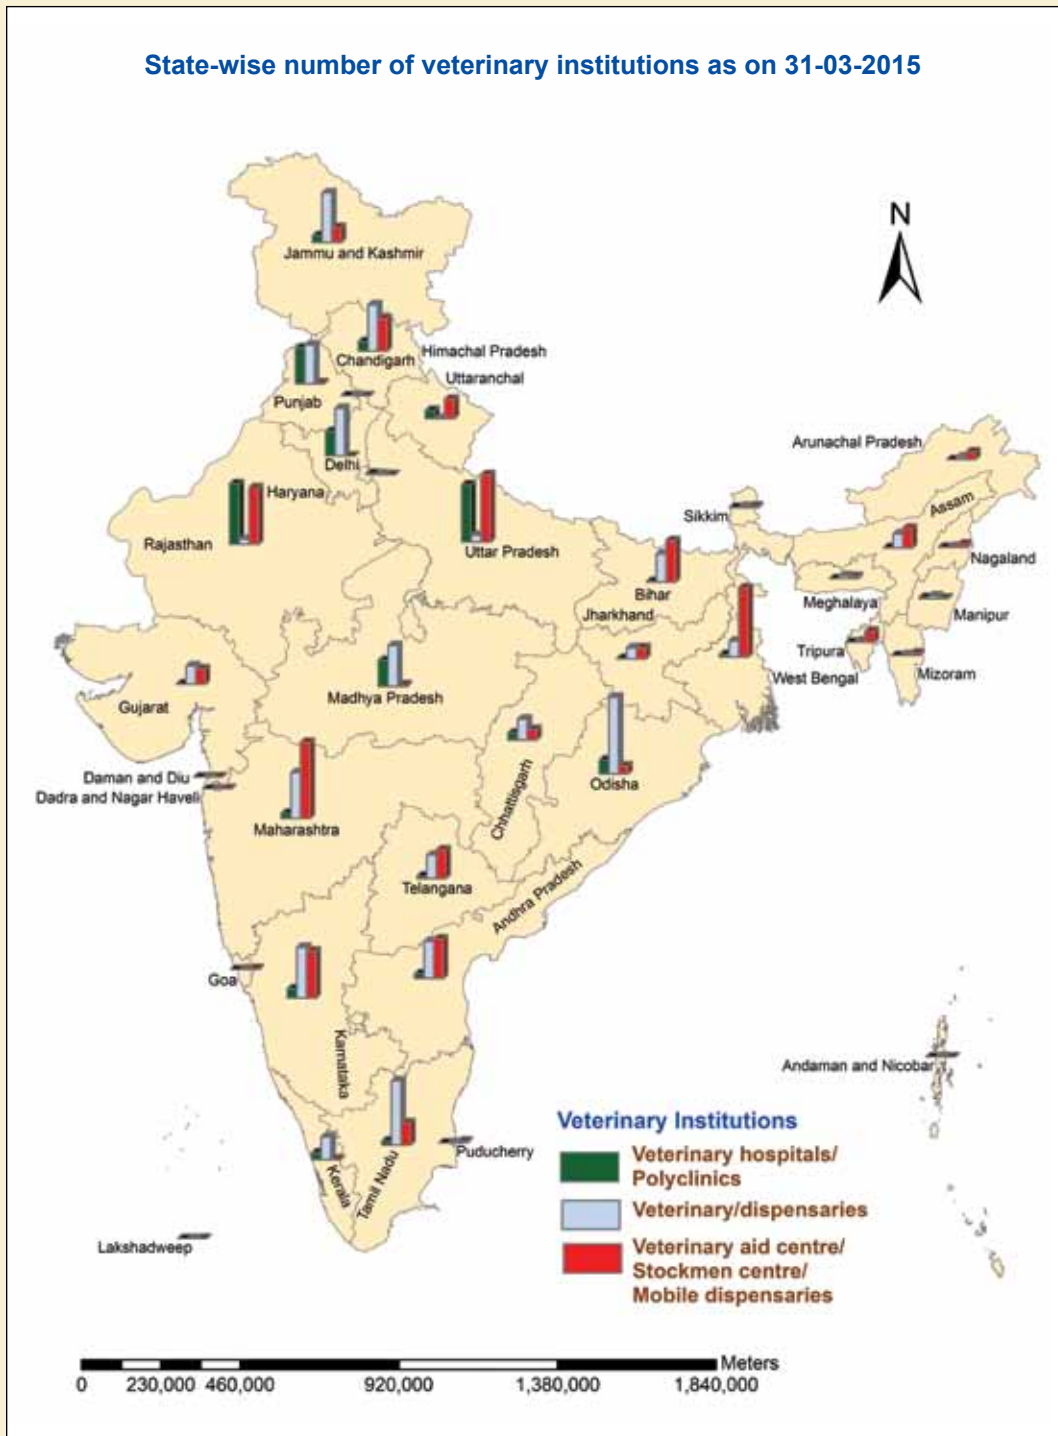 State-wise number of veterinary institutions as on 31-03-2015
N
Jammu and Kashmir
Himachal Pradesh
Chandigarh
Uttaranchal
Punjab
Arunachal Pradesh
Delhi
Haryana
Assam
Sikkim
Rajasthan
Uttar Pradesh
Nagaland
Bihar
Meghalaya
Jharkhand
Manipur
Tripura
West Bengal
Mizoram
Madhya Pradesh
Gujarat
Daman and Diu
Odisha
Dadra and Nagar Haveli
Chhattisgarh
Maharashtra
Telangana
Andhra Pradesh
Goa
Karnataka
Andaman and Nicobar
Puducherry
Kerala
Tamil Nadu
Lakshadweep
Veterinary Institutions
Veterinary hospitals/
Polyclinics
Veterinary/dispensaries
Veterinary aid centre/
Stockmen centre/
Mobile dispensaries
Meters
0 230,000 460,000 920,000 1,380,000 1,840,000